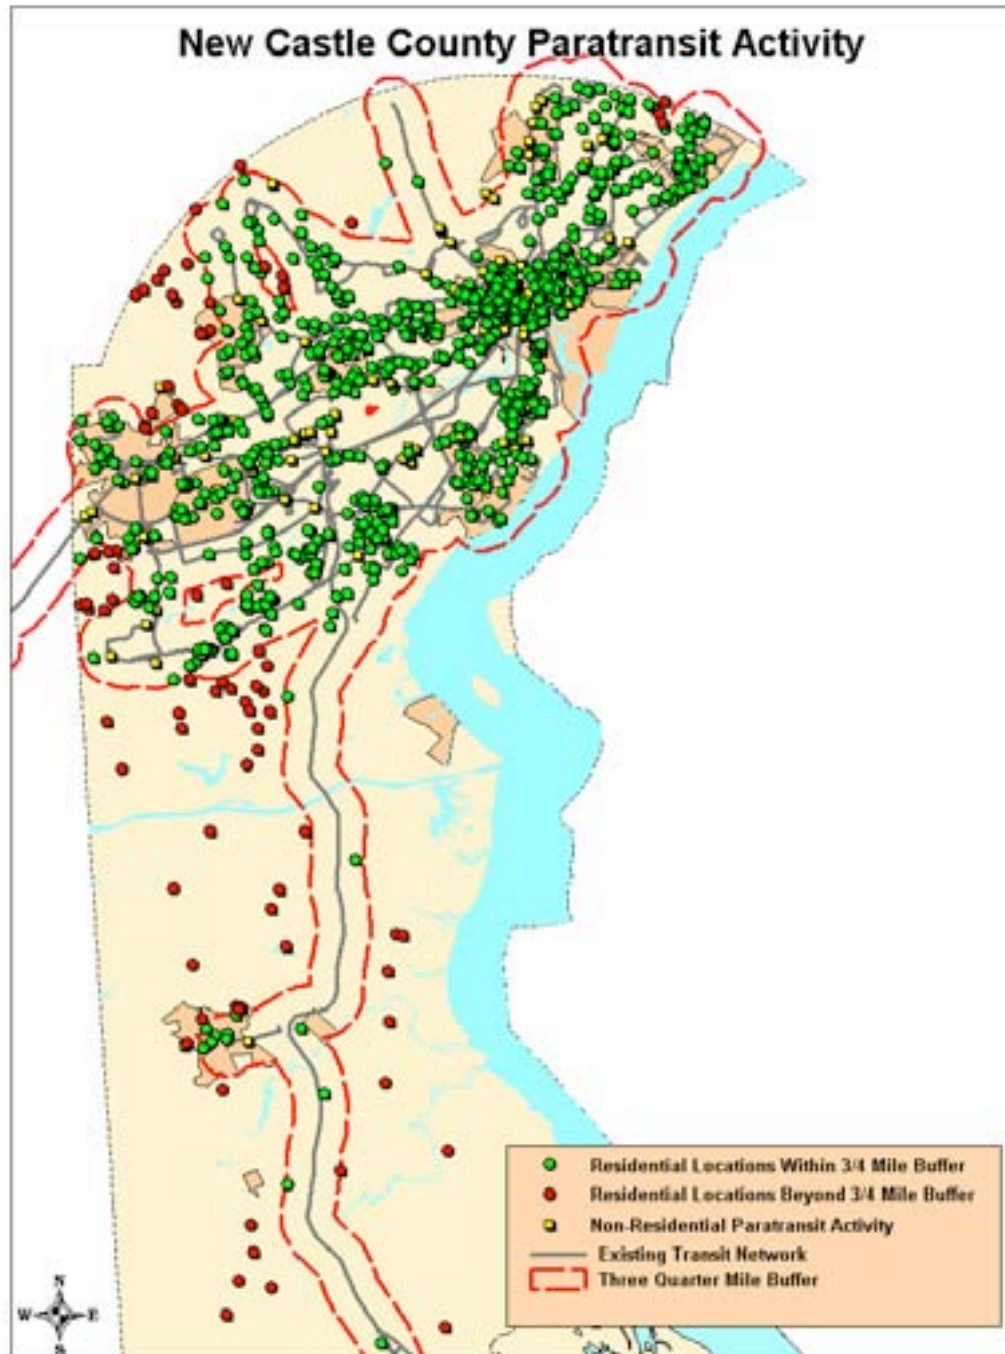 New Castle County Paratransit Activity
Residential Locations Within 3/4 Mile Buffer
Residential Locations Beyond 3/4 Mile Buffer
Non-Residential Paratransit Activity
Existing Transit Network
Three Quarter Mile Buffer
N
W E
S